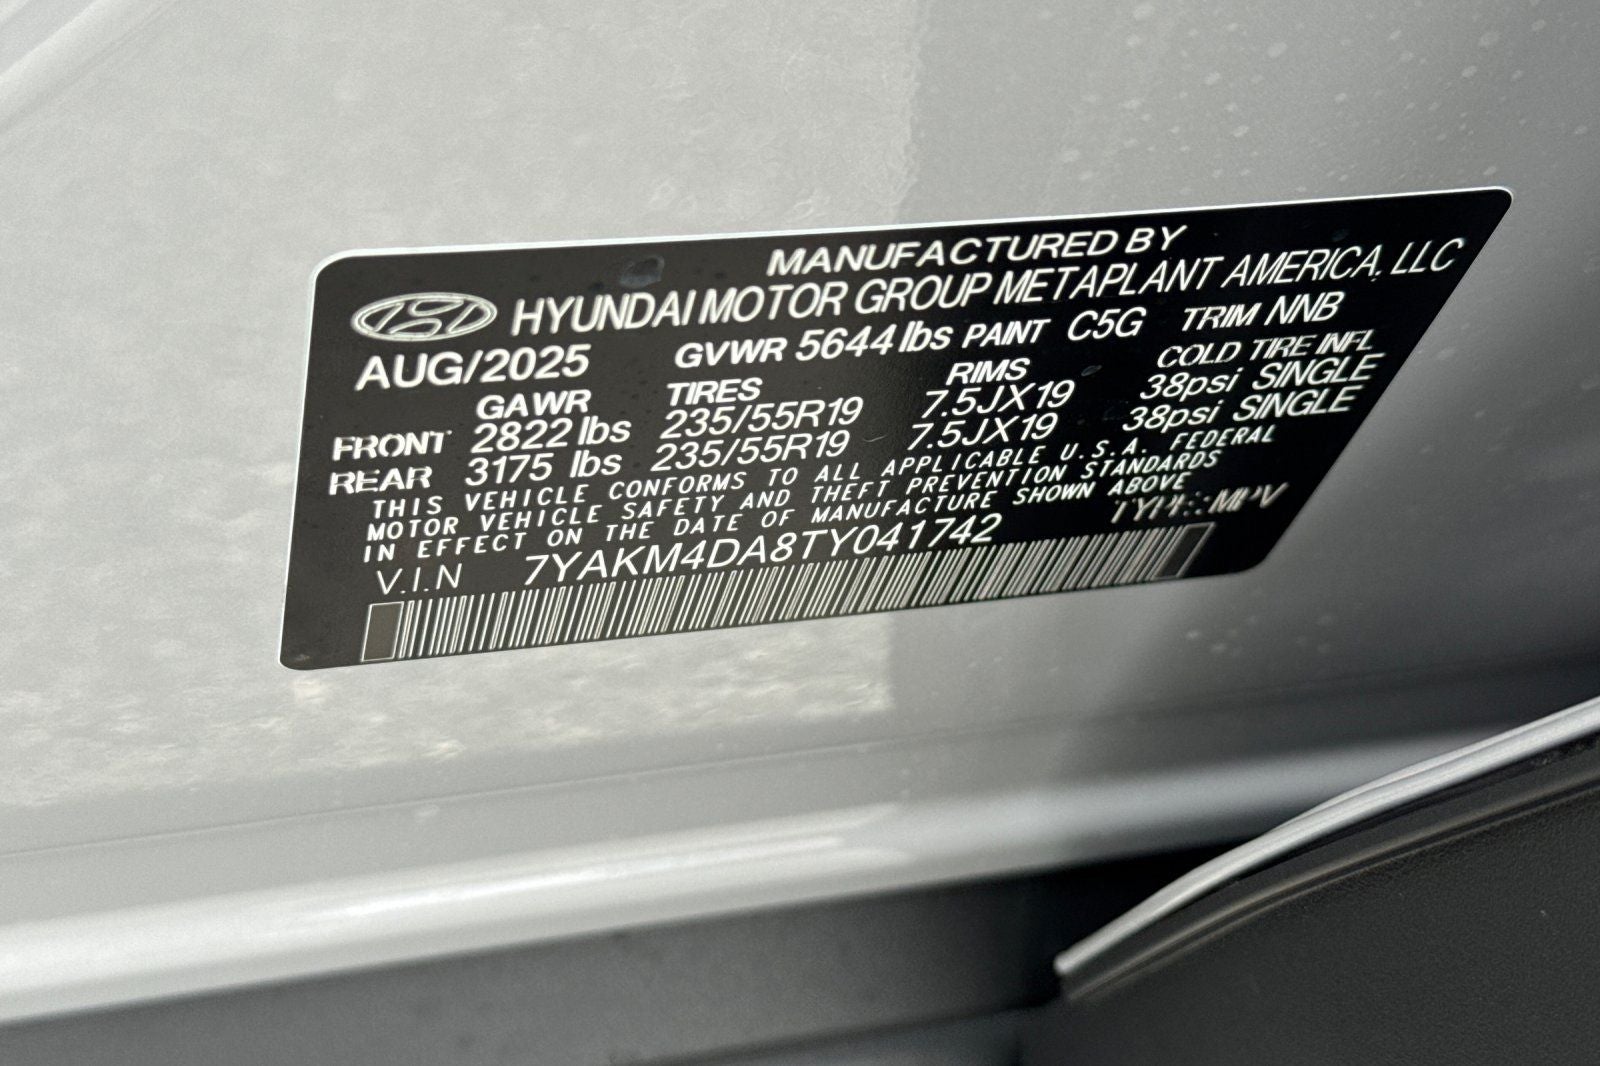 MANUFACTURED BY
HYUNDAI MOTOR GROUP METAPLANT AMERICA, LLC
AUG/2025 GVWR 5644 lbs PAINT C5G TRIM NNB
GAWR TIRES RIMS COLD TIRE INFL
FRONT 2822 lbs 235/55R19 7.5JX19 38psi SINGLE
REAR 3175 lbs 235/55R19 7.5JX19 38psi SINGLE
THIS VEHICLE CONFORMS TO ALL APPLICABLE U.S.A. FEDERAL
MOTOR VEHICLE SAFETY AND THEFT PREVENTION STANDARDS
IN EFFECT ON THE DATE OF MANUFACTURE SHOWN ABOVE
V.I.N 7YAKM4DA8TY041742 TYPE:MPV